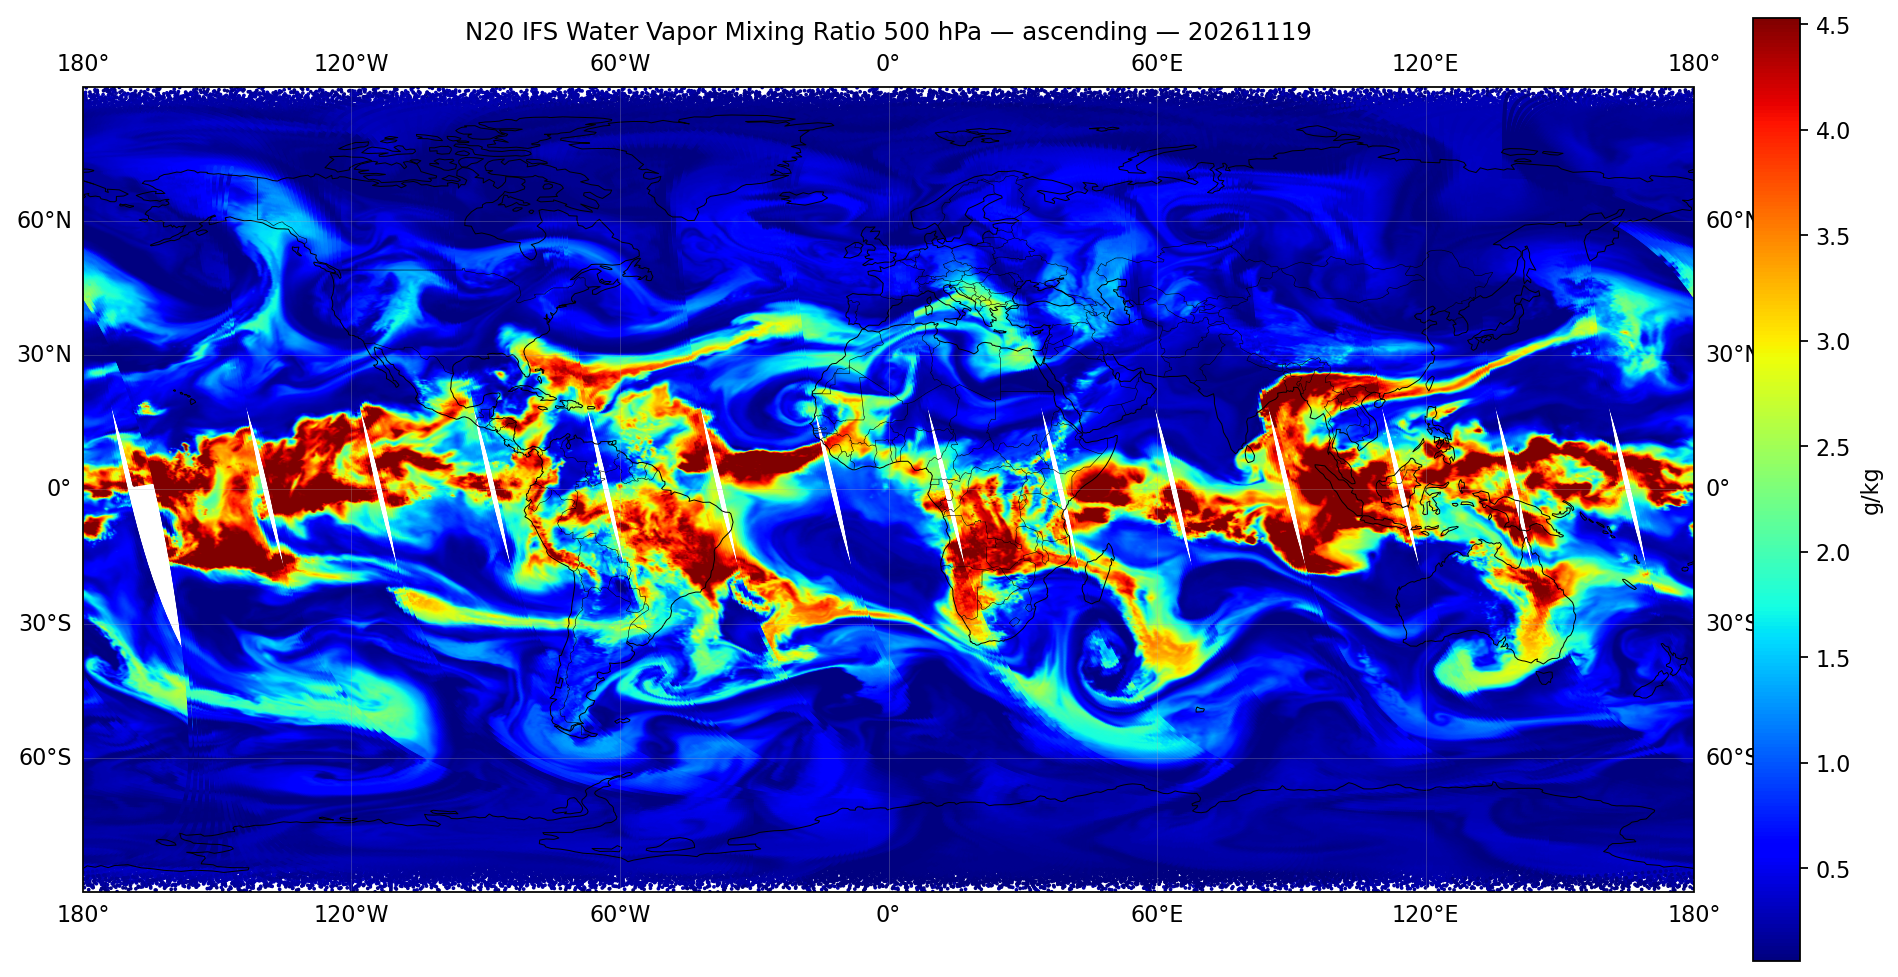 N20 IFS Water Vapor Mixing Ratio 500 hPa — ascending — 20261119
180° 120°W 60°W 0° 60°E 120°E 180°
60°N 60°N
30°N 30°N
0° 0°
30°S 30°S
60°S 60°S
180° 120°W 60°W 0° 60°E 120°E 180°
4.5
4.0
3.5
3.0
2.5
2.0
1.5
1.0
0.5
g/kg